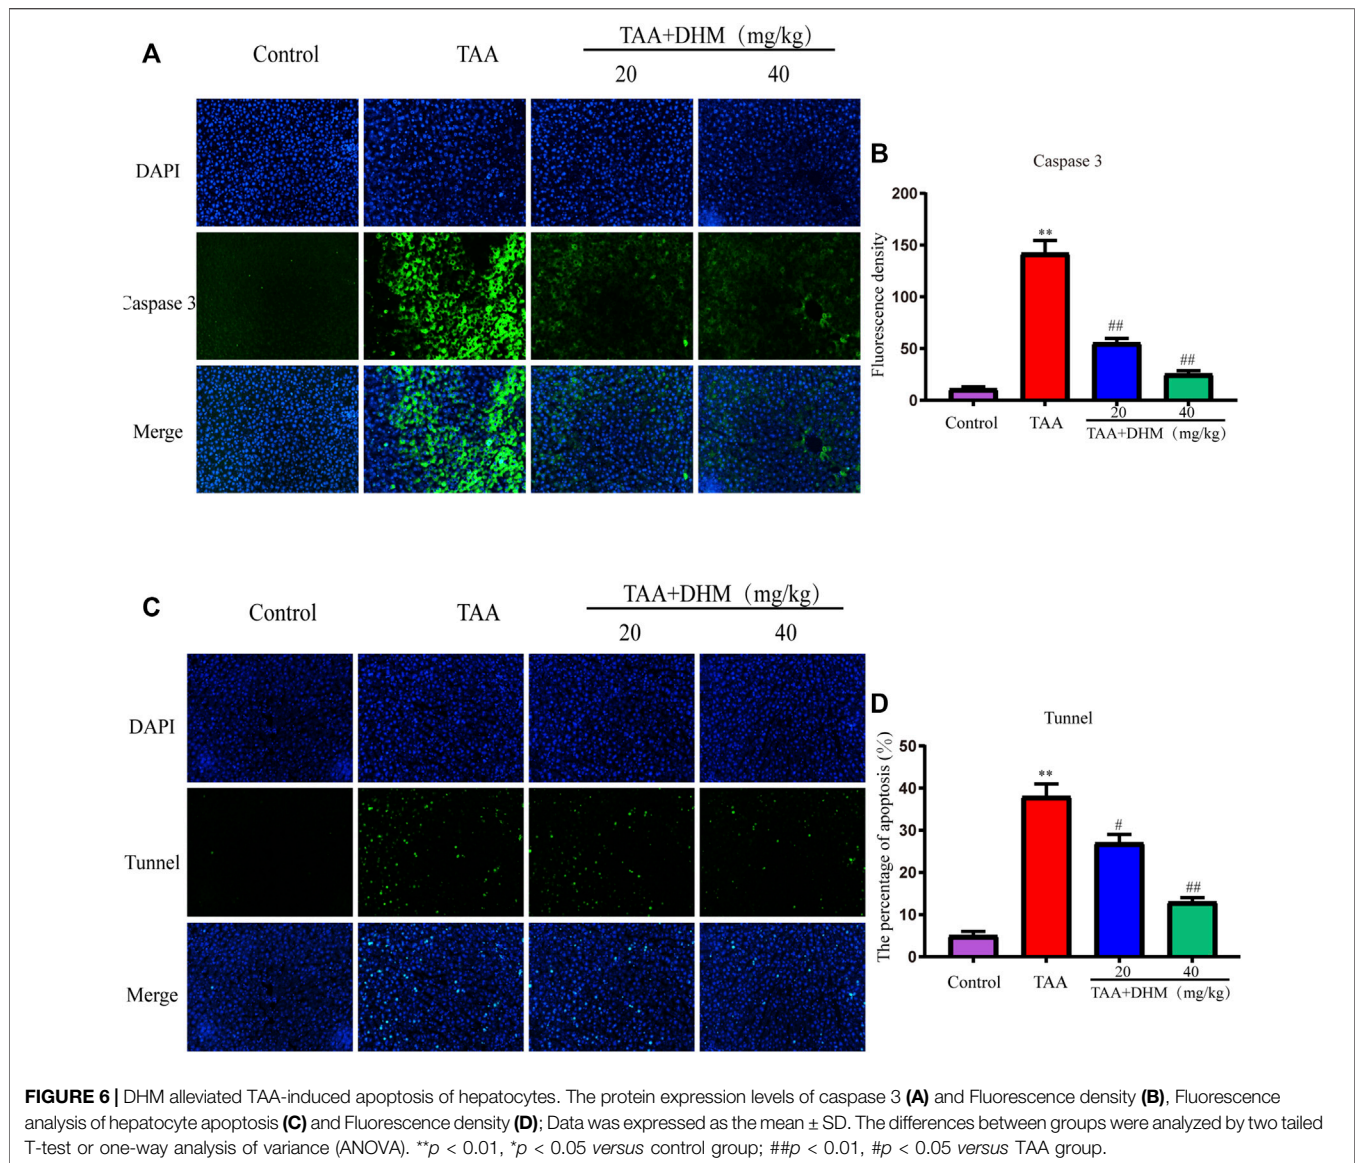 A
Control
TAA
TAA+DHM (mg/kg)
20
40
DAPI
Caspase 3
Merge
B
Caspase 3
Fluorescence density
200
150
100
50
0
**
##
##
Control
TAA
20
40
TAA+DHM (mg/kg)
C
Control
TAA
TAA+DHM (mg/kg)
20
40
DAPI
Tunnel
Merge
D
Tunnel
The percentage of apoptosis (%)
50
40
30
20
10
0
**
#
##
Control
TAA
20
40
TAA+DHM (mg/kg)
FIGURE 6 | DHM alleviated TAA-induced apoptosis of hepatocytes. The protein expression levels of caspase 3 (A) and Fluorescence density (B), Fluorescence
analysis of hepatocyte apoptosis (C) and Fluorescence density (D); Data was expressed as the mean ± SD. The differences between groups were analyzed by two tailed
T-test or one-way analysis of variance (ANOVA). **p < 0.01, *p < 0.05 versus control group; ##p < 0.01, #p < 0.05 versus TAA group.